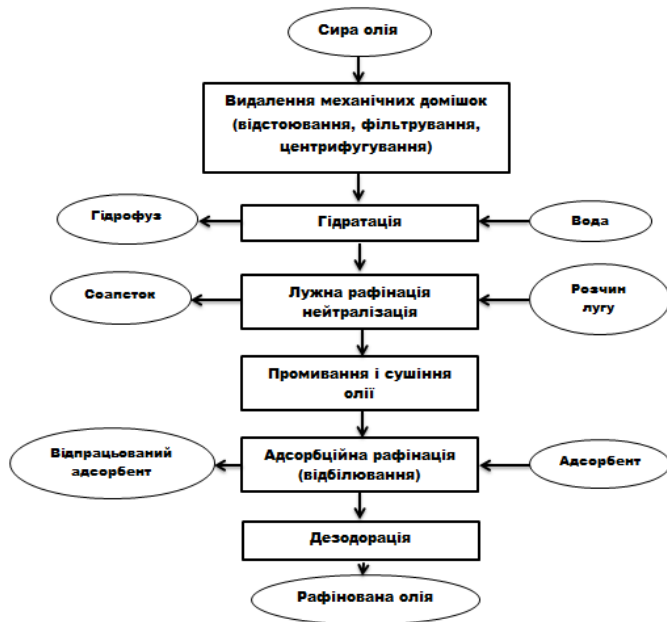 Сира олія
Видалення механічних домішок
(відстоювання, фільтрування,
центрифугування)
Гідрофуз
Гідратація
Вода
Соапсток
Лужна рафінація
нейтралізація
Розчин
лугу
Промивання і сушіння
олії
Відпрацьований
адсорбент
Адсорбційна рафінація
(відбілювання)
Адсорбент
Дезодорація
Рафінована олія